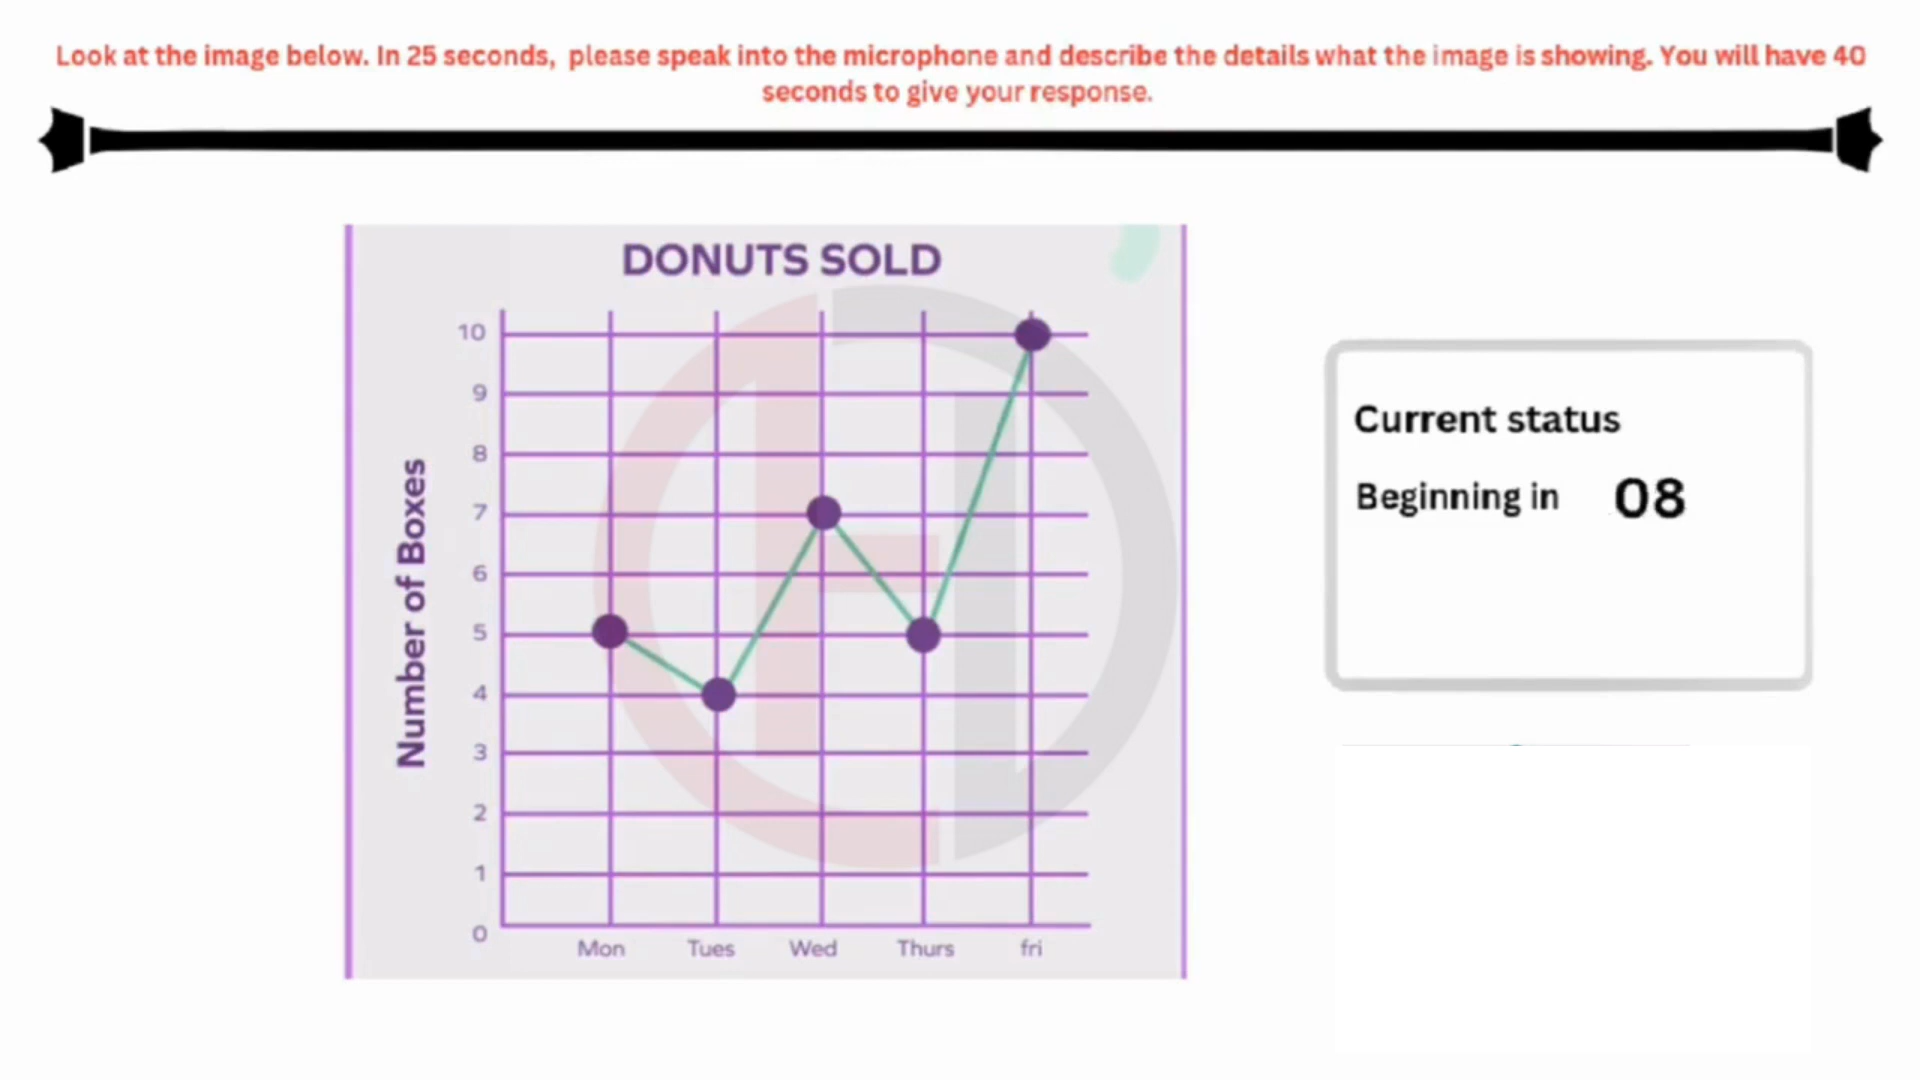 Look at the image below. In 25 seconds, please speak into the microphone and describe the details what the image is showing. You will have 40
seconds to give your response.
DONUTS SOLD
Number of Boxes
10
9
8
7
6
5
4
3
2
1
0
Mon Tues Wed Thurs fri
Current status
Beginning in 08